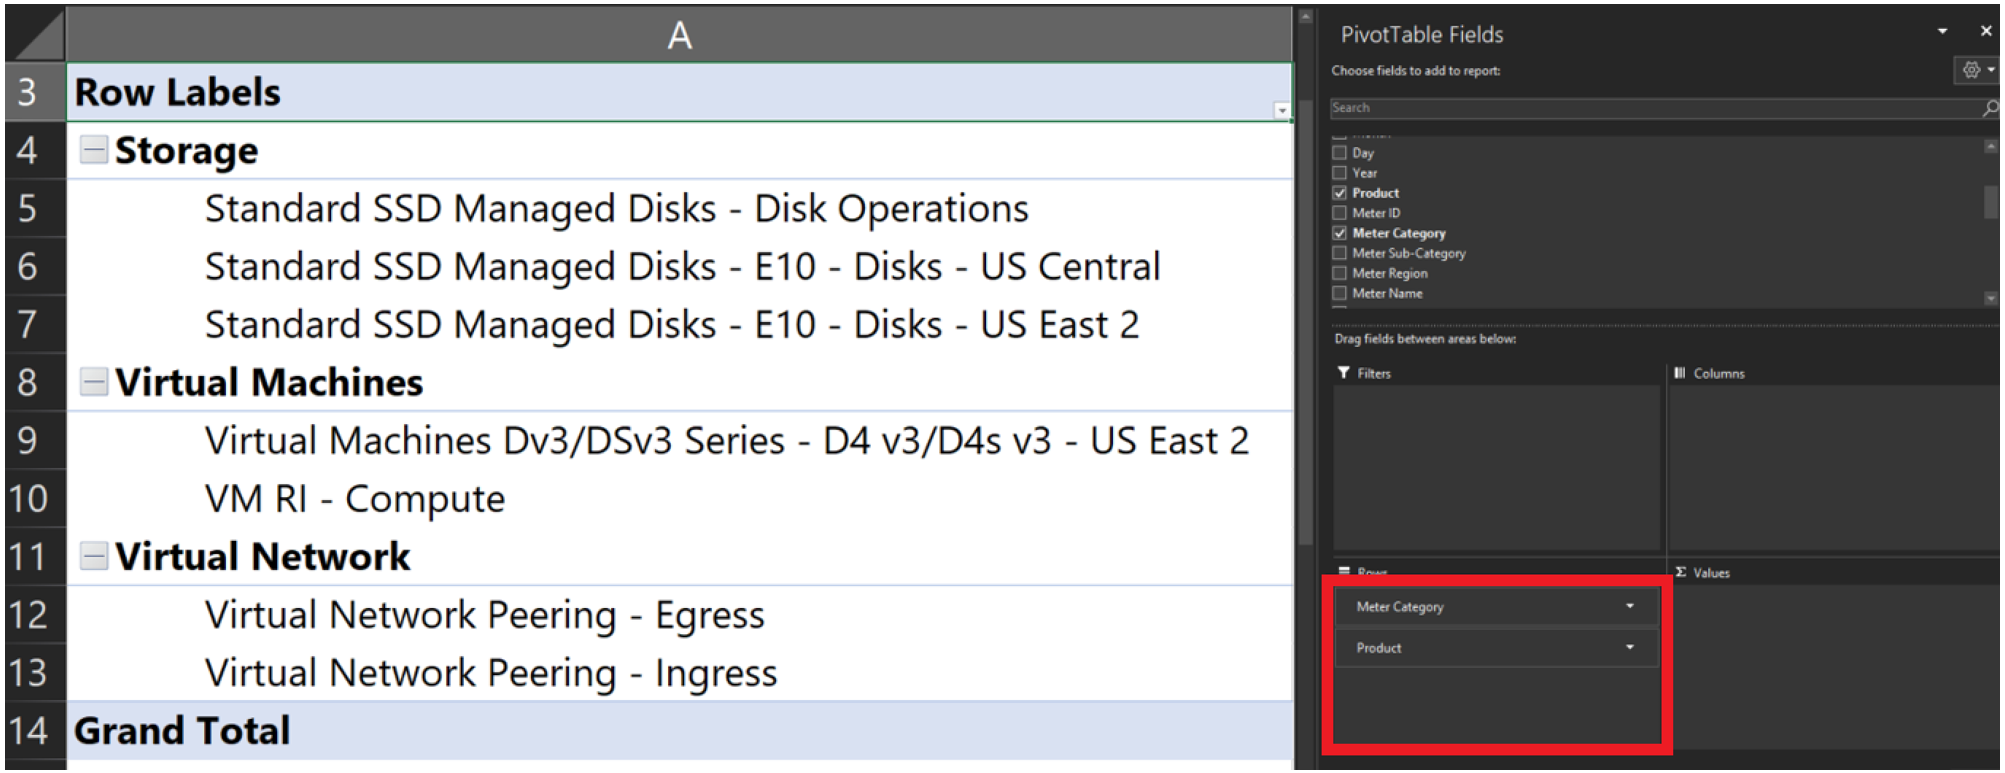 A
3 Row Labels
4 Storage
5 Standard SSD Managed Disks - Disk Operations
6 Standard SSD Managed Disks - E10 - Disks - US Central
7 Standard SSD Managed Disks - E10 - Disks - US East 2
8 Virtual Machines
9 Virtual Machines Dv3/DSv3 Series - D4 v3/D4s v3 - US East 2
10 VM RI - Compute
11 Virtual Network
12 Virtual Network Peering - Egress
13 Virtual Network Peering - Ingress
14 Grand Total
PivotTable Fields
Choose fields to add to report:
Search
Day
Year
Product
Meter ID
Meter Category
Meter Sub-Category
Meter Region
Meter Name
Drag fields between areas below:
Filters
Columns
Rows
Σ Values
Meter Category
Product